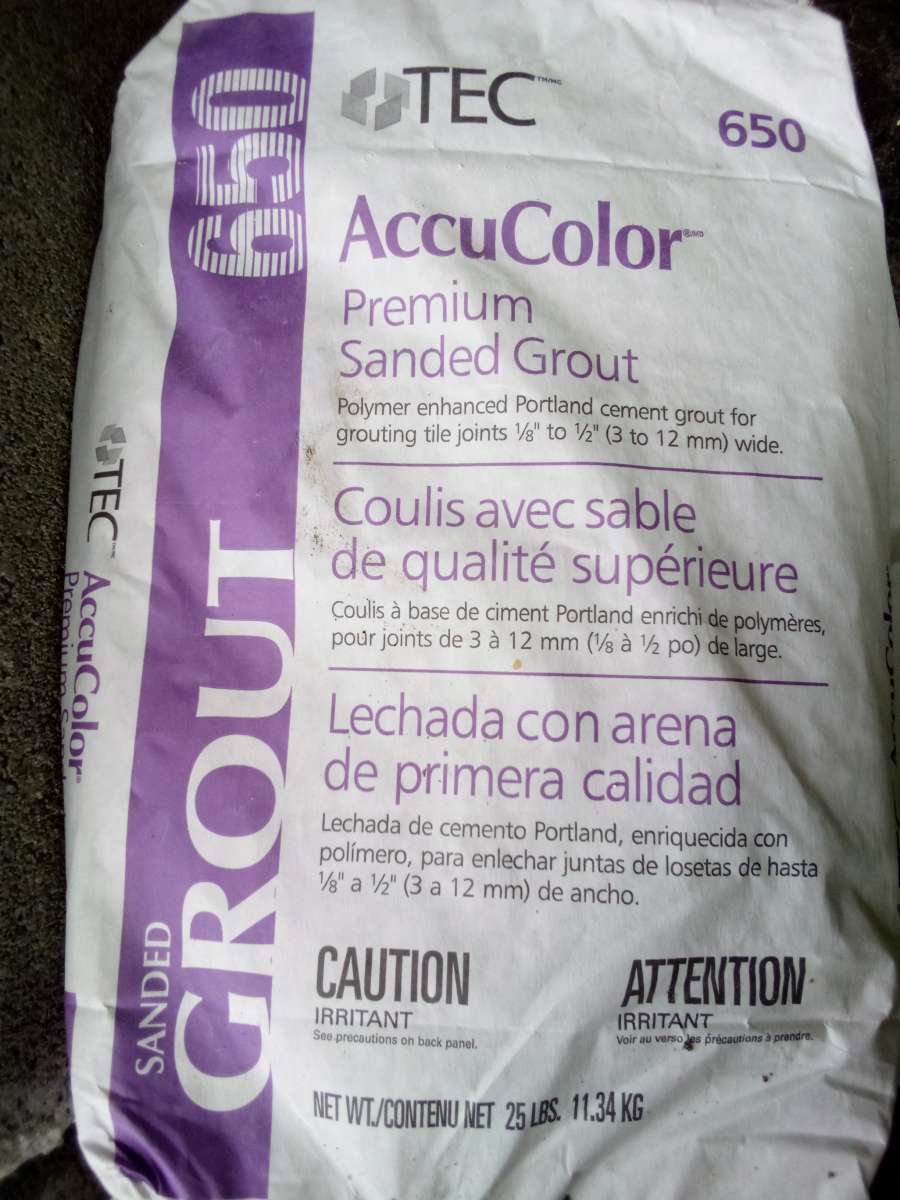 TEC TM/MC
650
AccuColor ®/MD
Premium
Sanded Grout
Polymer enhanced Portland cement grout for
grouting tile joints ⅛" to ½" (3 to 12 mm) wide.
Coulis avec sable
de qualité supérieure
Coulis à base de ciment Portland enrichi de polymères,
pour joints de 3 à 12 mm (⅛ à ½ po) de large.
Lechada con arena
de primera calidad
Lechada de cemento Portland, enriquecida con
polímero, para enlechar juntas de losetas de hasta
⅛" a ½" (3 a 12 mm) de ancho.
CAUTION
IRRITANT
See precautions on back panel.
ATTENTION
IRRITANT
Voir au verso les précautions à prendre.
NET WT./CONTENU NET 25 LBS. 11.34 KG
SANDED
GROUT
650
TEC
AccuColor
Premium